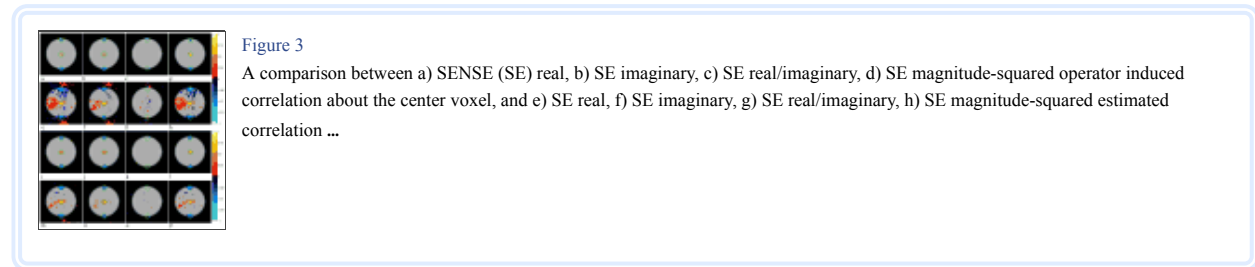 Figure 3
A comparison between a) SENSE (SE) real, b) SE imaginary, c) SE real/imaginary, d) SE magnitude-squared operator induced
correlation about the center voxel, and e) SE real, f) SE imaginary, g) SE real/imaginary, h) SE magnitude-squared estimated
correlation ...